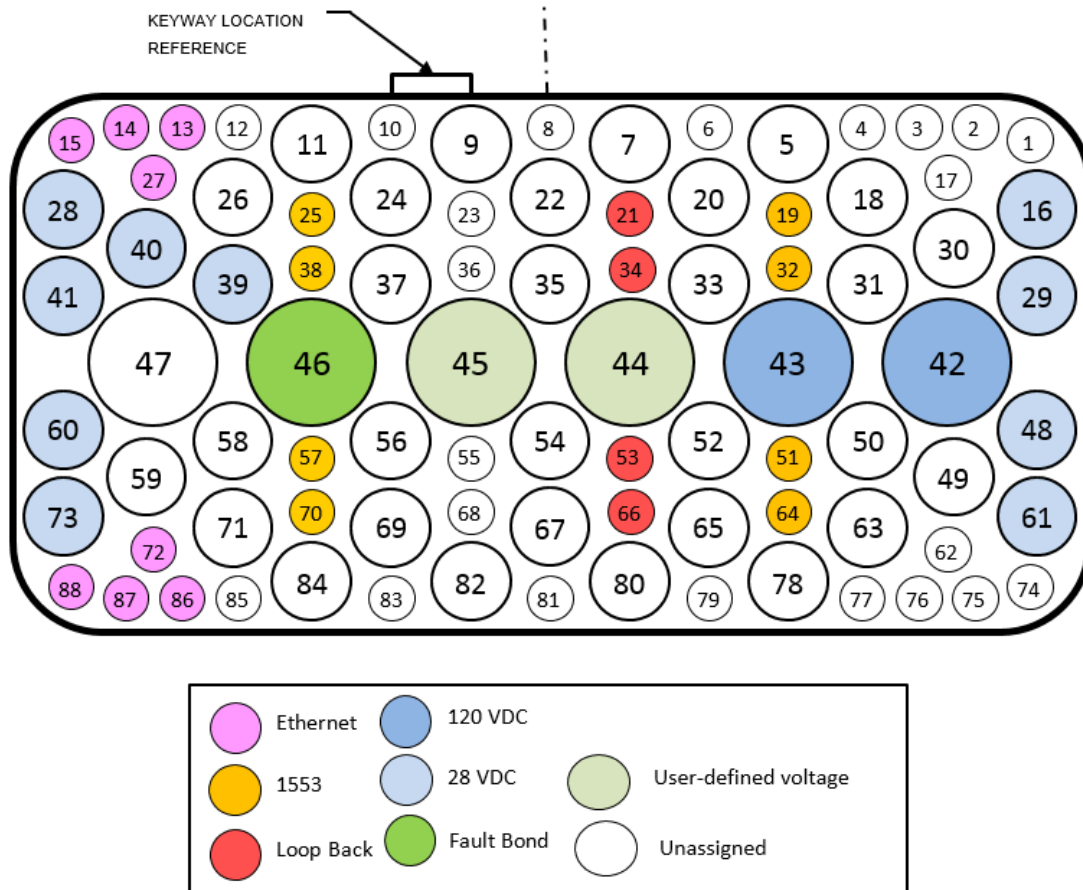 KEYWAY LOCATION
REFERENCE
15 14 13 12 11 10 9 8 7 6 5 4 3 2 1
27 17
28 26 25 24 23 22 21 20 19 18 16
40 30
41 39 38 37 36 35 34 33 32 31 29
47 46 45 44 43 42
60 58 57 56 55 54 53 52 51 50 48
59 49
73 71 70 69 68 67 66 65 64 63 61
72 62
88 87 86 85 84 83 82 81 80 79 78 77 76 75 74
Ethernet 120 VDC
1553 28 VDC User-defined voltage
Loop Back Fault Bond Unassigned